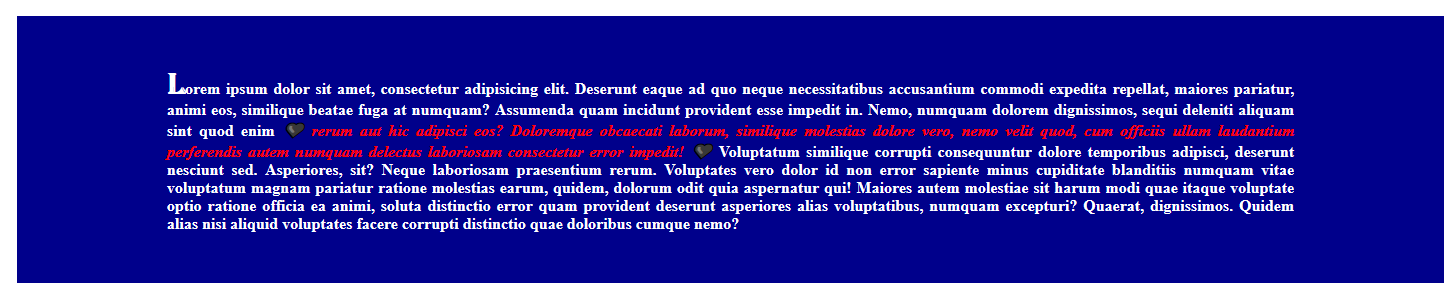 Lorem ipsum dolor sit amet, consectetur adipisicing elit. Deserunt eaque ad quo neque necessitatibus accusantium commodi expedita repellat, maiores pariatur,
animi eos, similique beatae fuga at numquam? Assumenda quam incidunt provident esse impedit in. Nemo, numquam dolorem dignissimos, sequi deleniti aliquam
sint quod enim 🖤 rerum aut hic adipisci eos? Doloremque obcaecati laborum, similique molestias dolore vero, nemo velit quod, cum officiis ullam laudantium
perferendis autem numquam delectus laboriosam consectetur error impedit! 🖤 Voluptatum similique corrupti consequuntur dolore temporibus adipisci, deserunt
nesciunt sed. Asperiores, sit? Neque laboriosam praesentium rerum. Voluptates vero dolor id non error sapiente minus cupiditate blanditiis numquam vitae
voluptatum magnam pariatur ratione molestias earum, quidem, dolorum odit quia aspernatur qui! Maiores autem molestiae sit harum modi quae itaque voluptate
optio ratione officia ea animi, soluta distinctio error quam provident deserunt asperiores alias voluptatibus, numquam excepturi? Quaerat, dignissimos. Quidem
alias nisi aliquid voluptates facere corrupti distinctio quae doloribus cumque nemo?